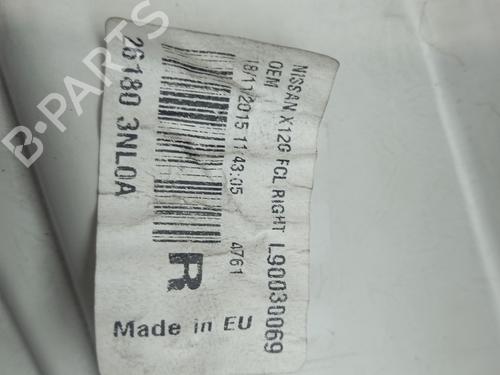 NISSAN X12G FCL RIGHT L90030069
OEM
18/11/2015 11:43:05 4761
26180 3NL0A
R
Made in EU
B-PARTS